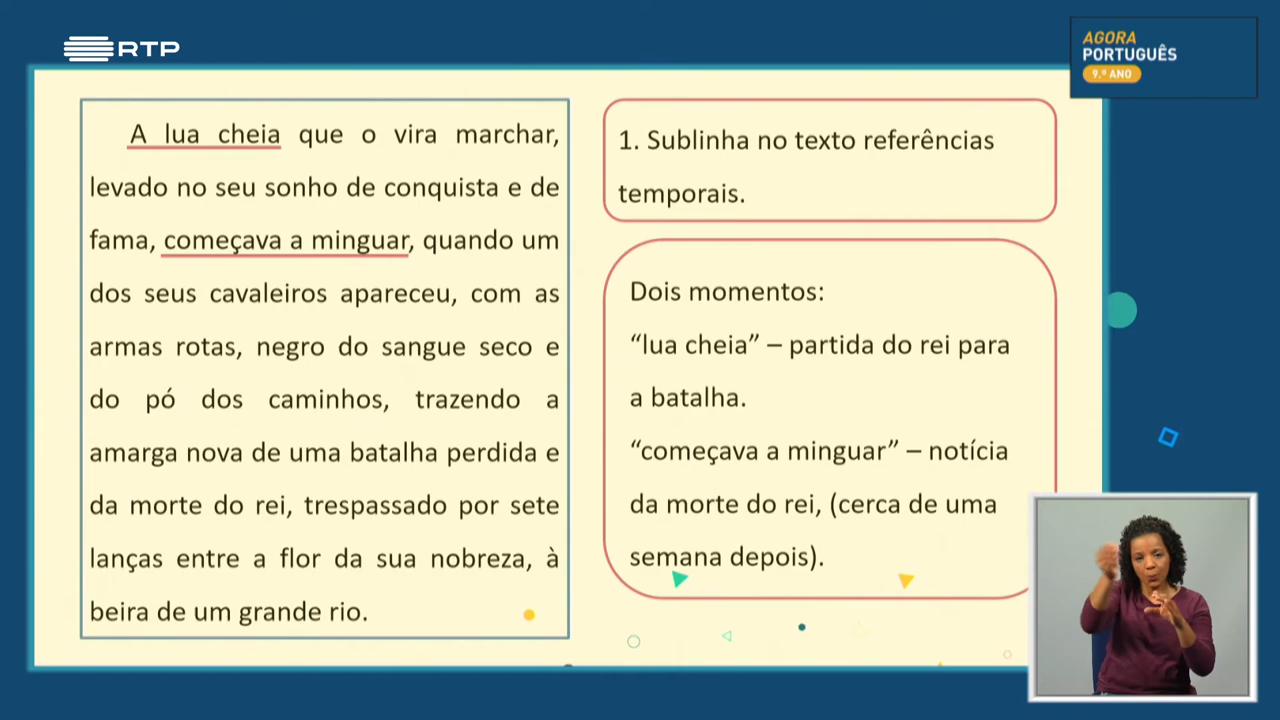 RTP
AGORA
PORTUGUÊS
9.º ANO
A lua cheia que o vira marchar,
levado no seu sonho de conquista e de
fama, começava a minguar, quando um
dos seus cavaleiros apareceu, com as
armas rotas, negro do sangue seco e
do pó dos caminhos, trazendo a
amarga nova de uma batalha perdida e
da morte do rei, trespassado por sete
lanças entre a flor da sua nobreza, à
beira de um grande rio.
1. Sublinha no texto referências
temporais.
Dois momentos:
“lua cheia” – partida do rei para
a batalha.
“começava a minguar” – notícia
da morte do rei, (cerca de uma
semana depois).